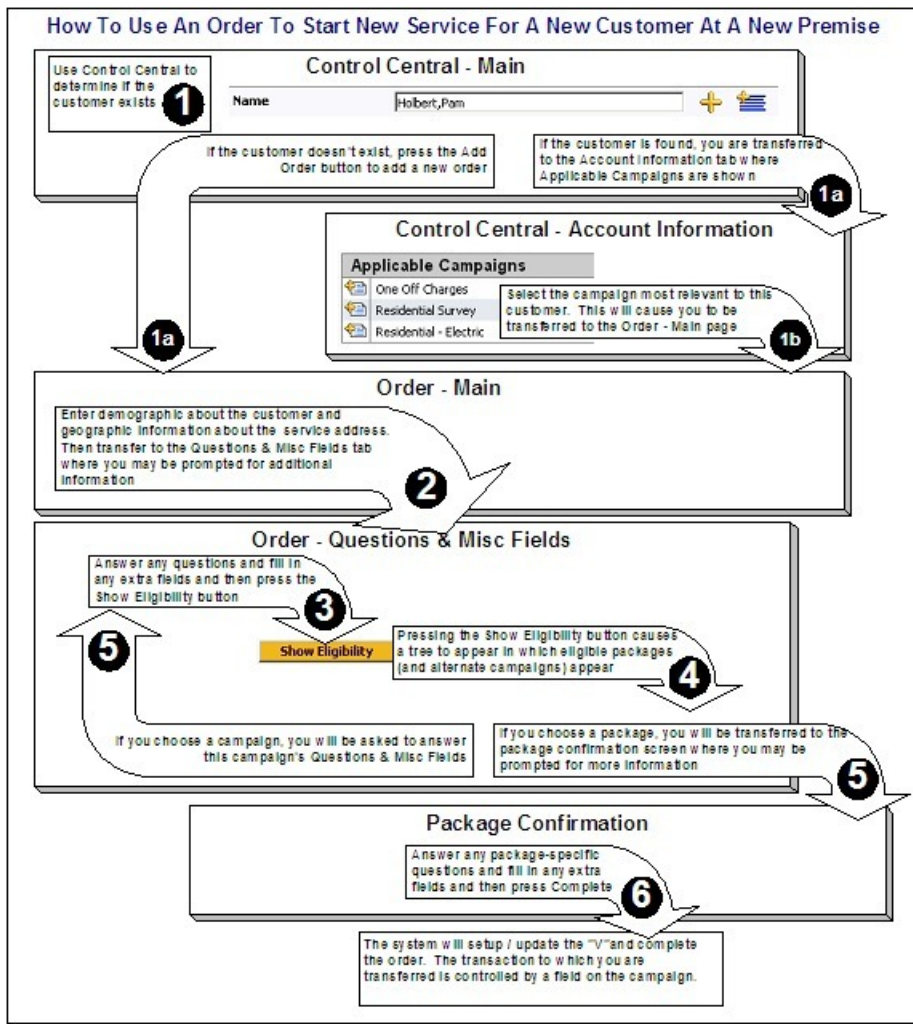 How To Use An Order To Start New Service For A New Customer At A New Premise
Control Central - Main
Use Control Central to
determine if the
customer exists
1
Name
Holbert,Pam
If the customer doesn't exist, press the Add
Order button to add a new order
If the customer is found, you are transferred
to the Account Information tab where
Applicable Campaigns are shown
1a
Control Central - Account Information
Applicable Campaigns
One Off Charges
Residential Survey
Residential - Electric
Select the campaign most relevant to this
customer. This will cause you to be
transferred to the Order - Main page
1a
1b
Order - Main
Enter demographic about the customer and
geographic information about the service address.
Then transfer to the Questions & Misc Fields tab
where you may be prompted for additional
information
2
Order - Questions & Misc Fields
Answer any questions and fill in
any extra fields and then press the
Show Eligibility button
3
5
Show Eligibility
Pressing the Show Eligibility button causes
a tree to appear in which eligible packages
(and alternate campaigns) appear
4
If you choose a campaign, you will be asked to answer
this campaign's Questions & Misc Fields
If you choose a package, you will be transferred to the
package confirmation screen where you may be
prompted for more information
5
Package Confirmation
Answer any package-specific
questions and fill in any extra
fields and then press Complete
6
The system will setup / update the "V"and complete
the order. The transaction to which you are
transferred is controlled by a field on the campaign.